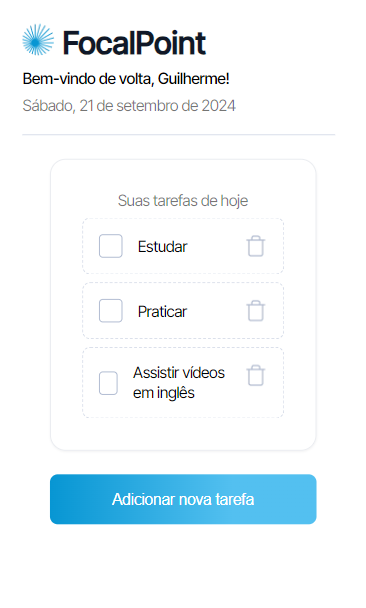 FocalPoint
Bem-vindo de volta, Guilherme!
Sábado, 21 de setembro de 2024
Suas tarefas de hoje
Estudar
Praticar
Assistir vídeos
em inglês
Adicionar nova tarefa